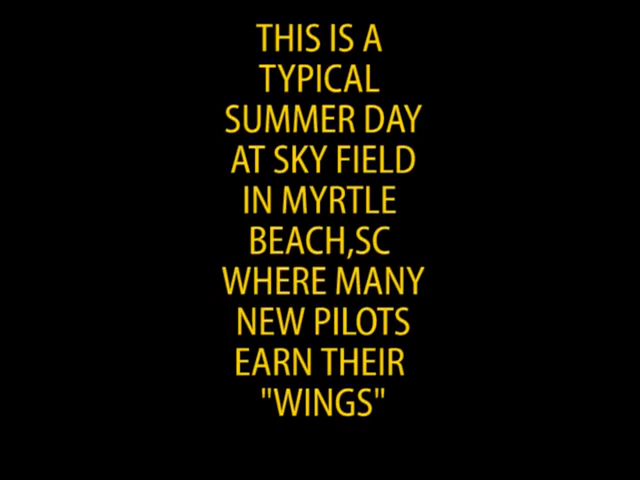 THIS IS A
TYPICAL
SUMMER DAY
AT SKY FIELD
IN MYRTLE
BEACH,SC
WHERE MANY
NEW PILOTS
EARN THEIR
"WINGS"